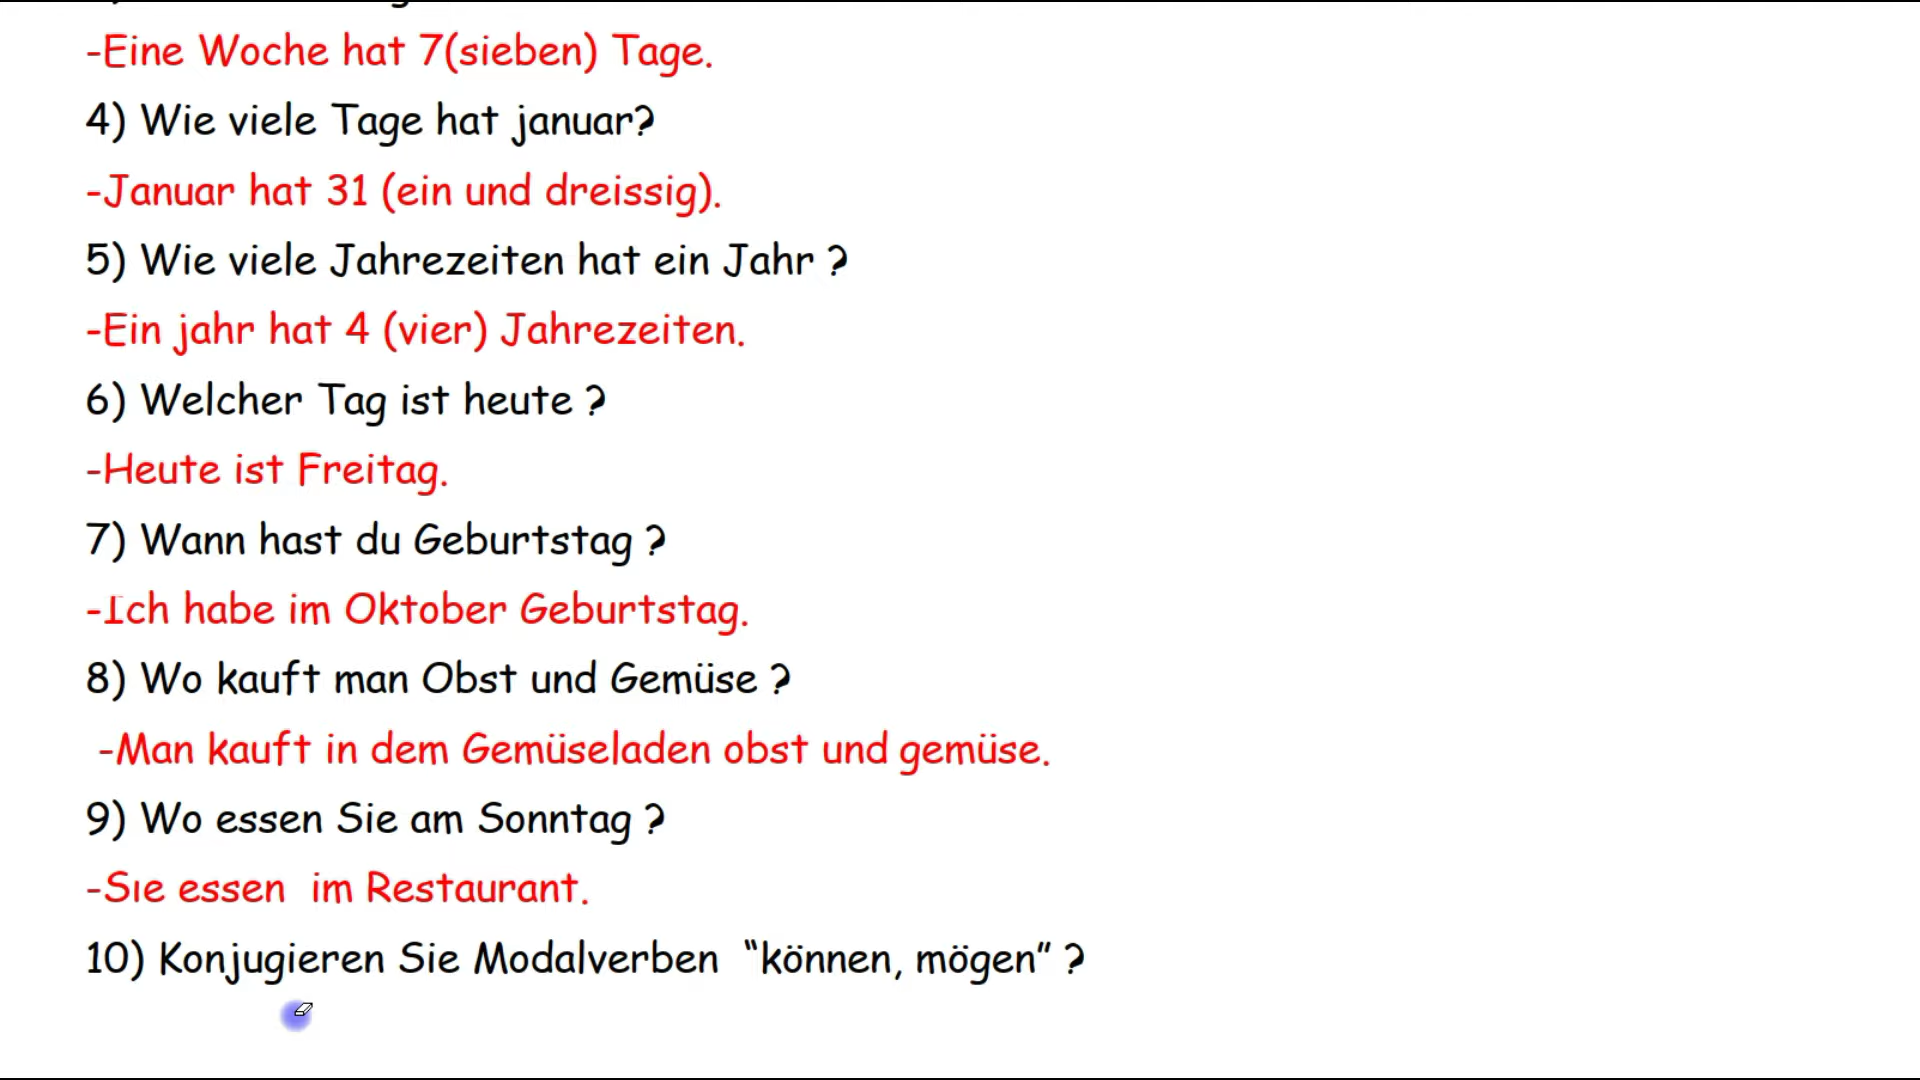 -Eine Woche hat 7(sieben) Tage.
4) Wie viele Tage hat januar?
-Januar hat 31 (ein und dreissig).
5) Wie viele Jahrezeiten hat ein Jahr ?
-Ein jahr hat 4 (vier) Jahrezeiten.
6) Welcher Tag ist heute ?
-Heute ist Freitag.
7) Wann hast du Geburtstag ?
-Ich habe im Oktober Geburtstag.
8) Wo kauft man Obst und Gemüse ?
-Man kauft in dem Gemüseladen obst und gemüse.
9) Wo essen Sie am Sonntag ?
-Sıe essen  im Restaurant.
10) Konjugieren Sie Modalverben  “können, mögen” ?